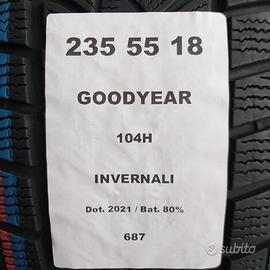 235 55 18
GOODYEAR
104H
INVERNALI
Dot. 2021 / Bat. 80%
687
subito